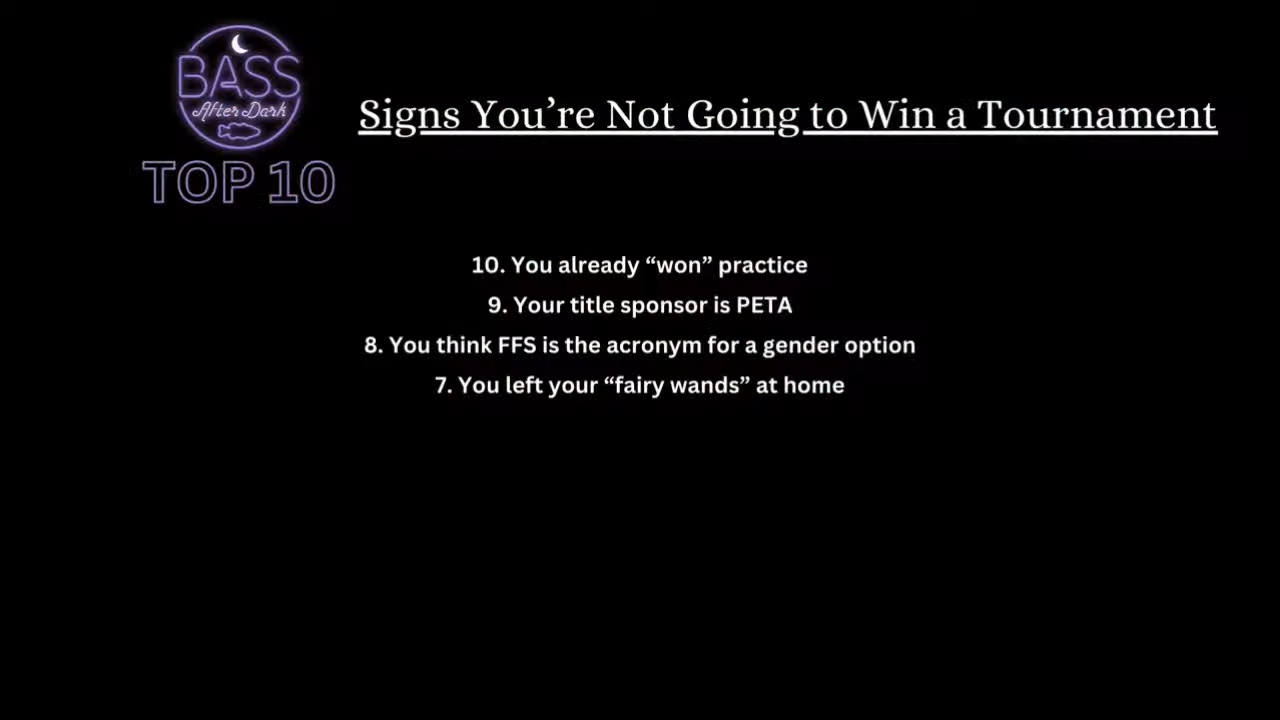 BASS
After Dark
TOP 10
Signs You’re Not Going to Win a Tournament
10. You already “won” practice
9. Your title sponsor is PETA
8. You think FFS is the acronym for a gender option
7. You left your “fairy wands” at home